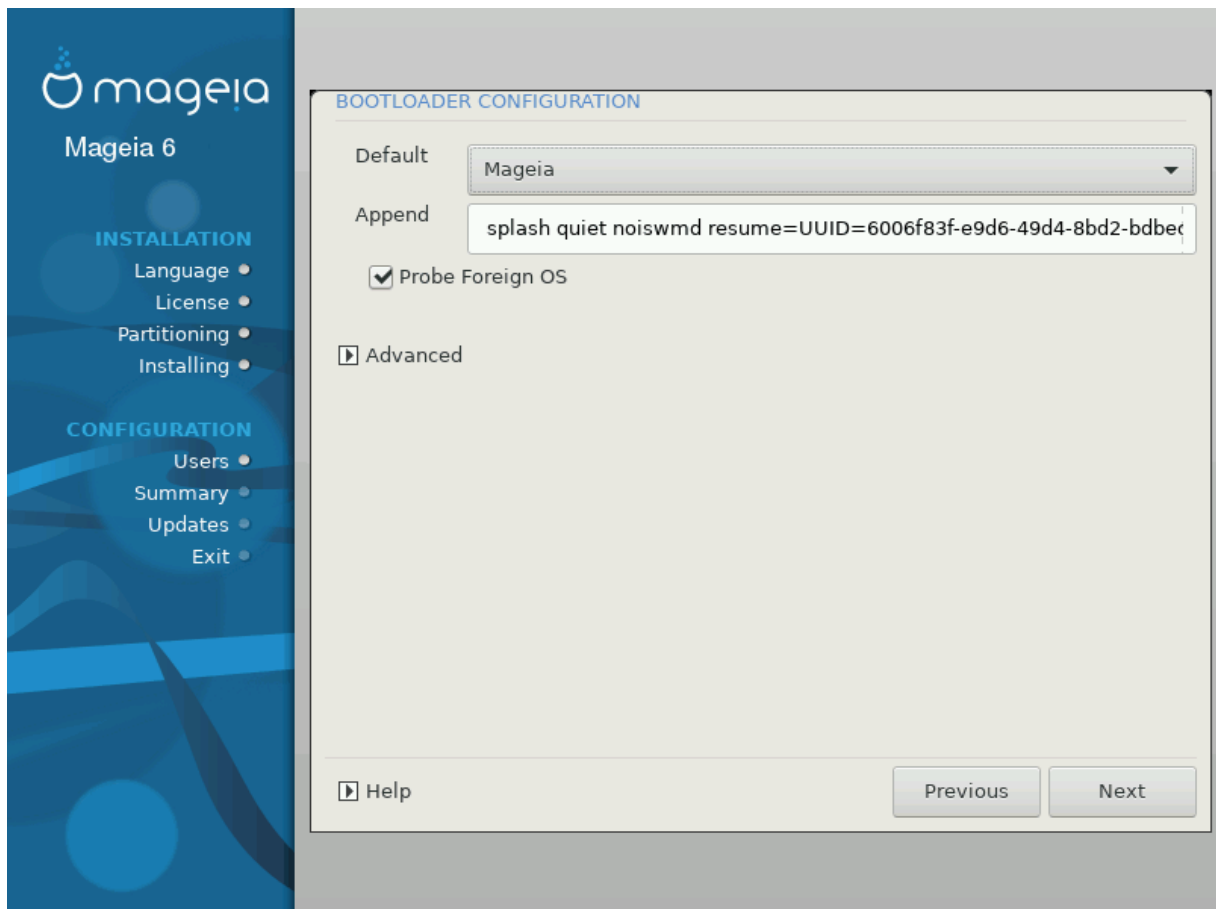 mageia
Mageia 6
INSTALLATION
Language
License
Partitioning
Installing
CONFIGURATION
Users
Summary
Updates
Exit
BOOTLOADER CONFIGURATION
Default
Mageia
Append
splash quiet noiswmd resume=UUID=6006f83f-e9d6-49d4-8bd2-bdbec
Probe Foreign OS
Advanced
Help
Previous
Next